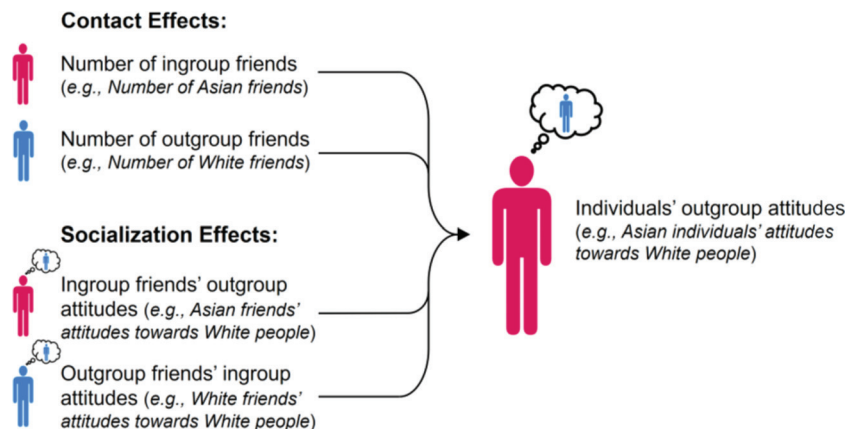 Contact Effects:
Number of ingroup friends
(e.g., Number of Asian friends)
Number of outgroup friends
(e.g., Number of White friends)
Socialization Effects:
Ingroup friends' outgroup
attitudes (e.g., Asian friends'
attitudes towards White people)
Outgroup friends' ingroup
attitudes (e.g., White friends'
attitudes towards White people)
Individuals' outgroup attitudes
(e.g., Asian individuals' attitudes
towards White people)